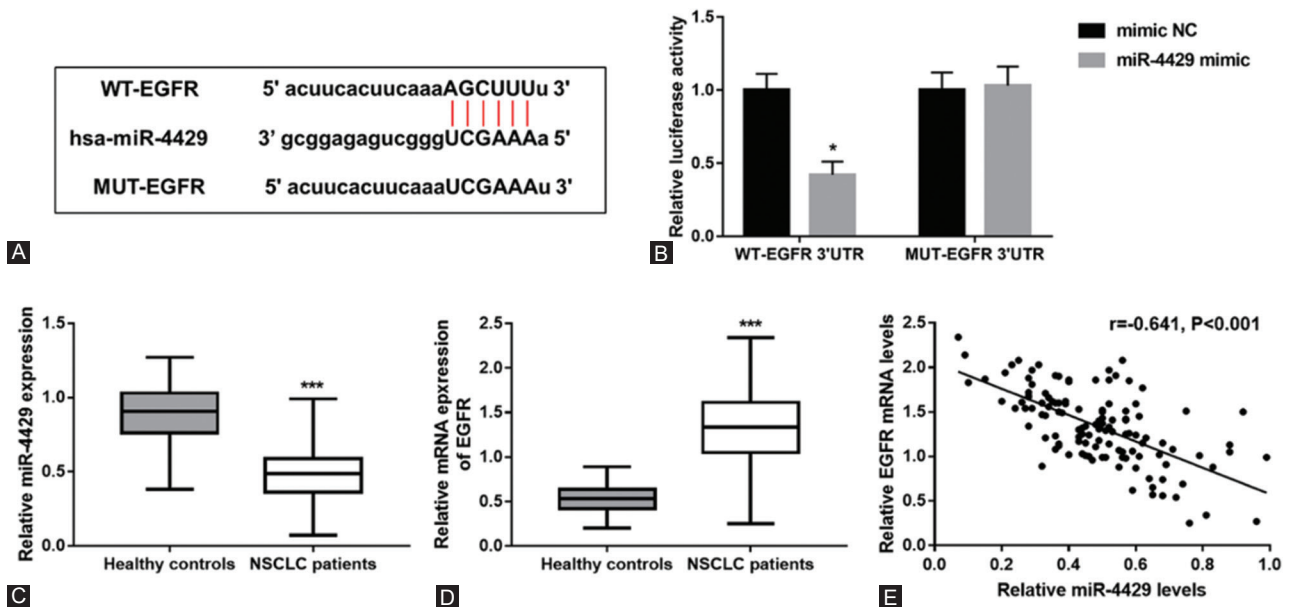 WT-EGFR 5' acuucacuucaaaAGCUUUu 3'
hsa-miR-4429 3’ gcggagagucgggUCGAAAa 5'
MUT-EGFR 5' acuucacuucaaaUCGAAAu 3'
A
Relative luciferase activity
1.5
1.0
0.5
0.0
*
WT-EGFR 3'UTR MUT-EGFR 3'UTR
mimic NC
miR-4429 mimic
B
Relative miR-4429 expression
1.5
1.0
0.5
0.0
***
Healthy controls NSCLC patients
C
Relative mRNA epxression
of EGFR
2.5
2.0
1.5
1.0
0.5
0.0
***
Healthy controls NSCLC patients
D
Relative EGFR mRNA levels
2.5
2.0
1.5
1.0
0.5
0.0
r=-0.641, P<0.001
0.0 0.2 0.4 0.6 0.8 1.0
Relative miR-4429 levels
E